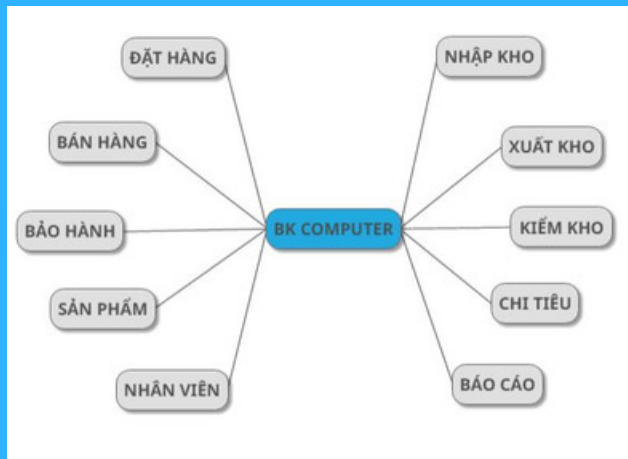 ĐẶT HÀNG
BÁN HÀNG
BẢO HÀNH
SẢN PHẨM
NHÂN VIÊN
BK COMPUTER
NHẬP KHO
XUẤT KHO
KIỂM KHO
CHI TIÊU
BÁO CÁO